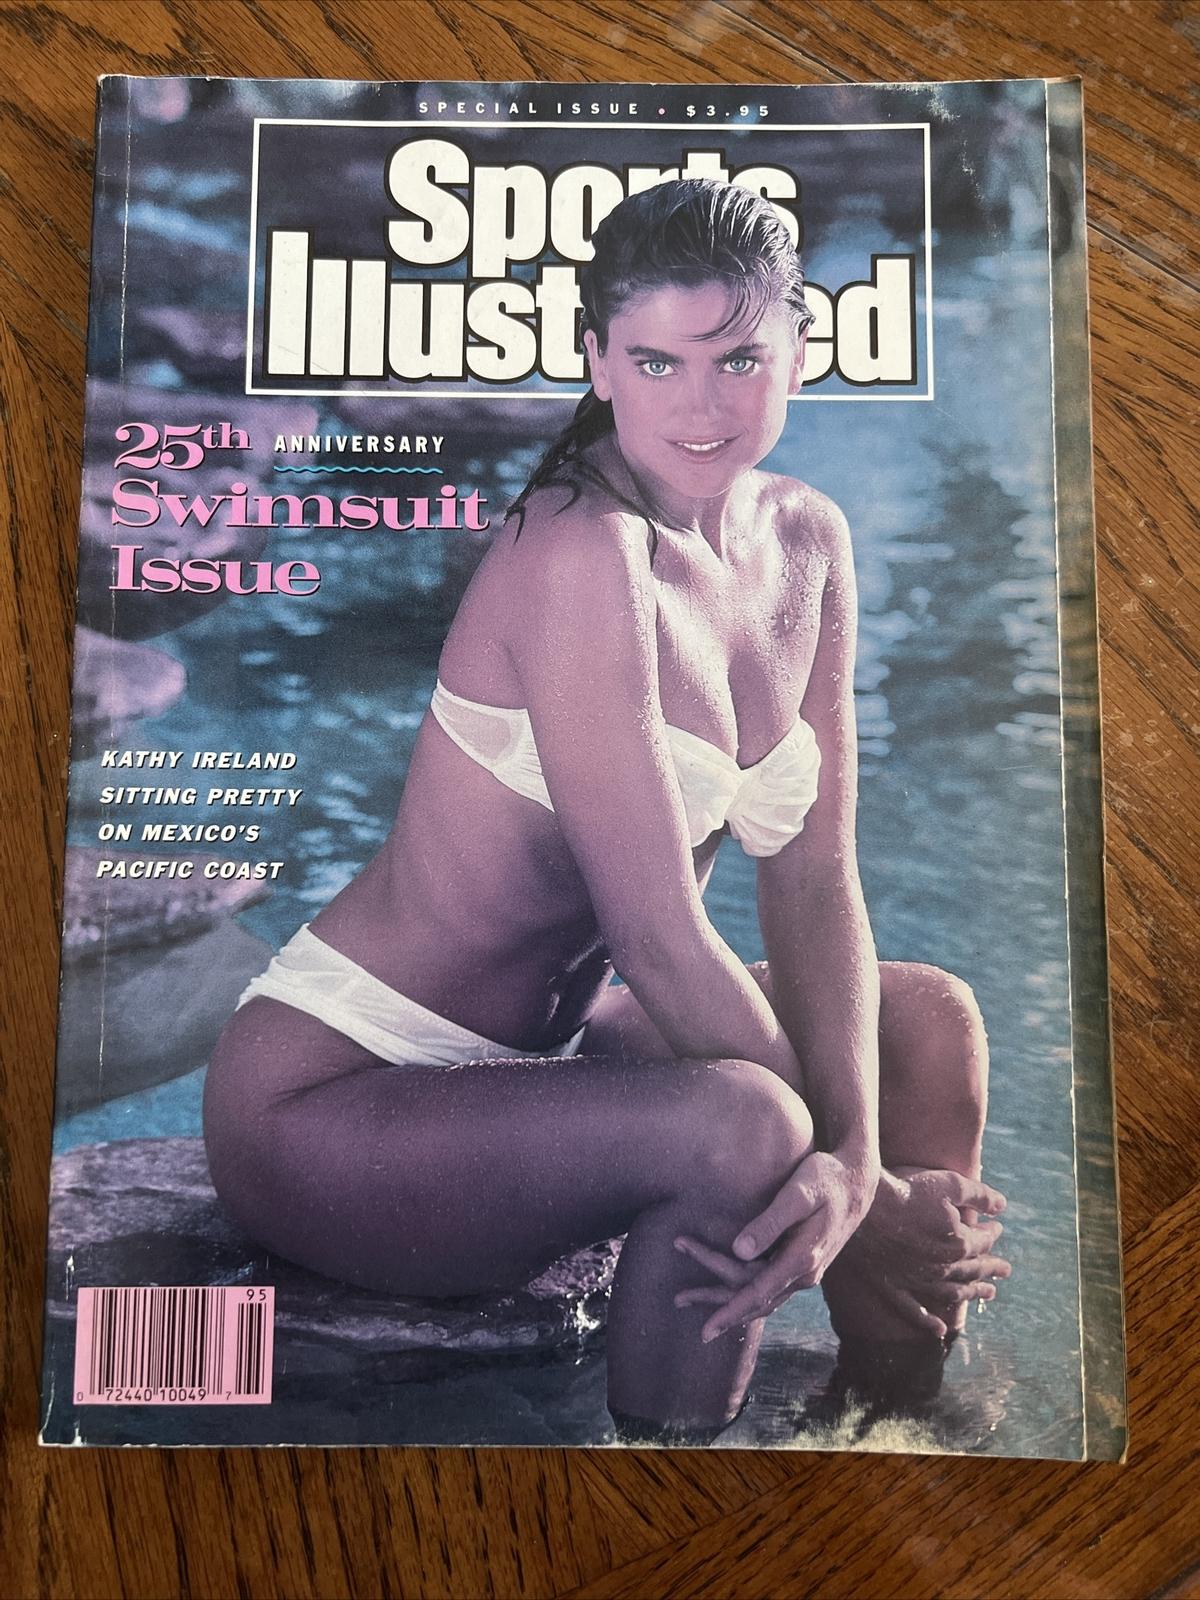 SPECIAL ISSUE • $3.95
Sports
Illustrated
25th ANNIVERSARY
Swimsuit
Issue
KATHY IRELAND
SITTING PRETTY
ON MEXICO'S
PACIFIC COAST
95
0 72440 10049 7